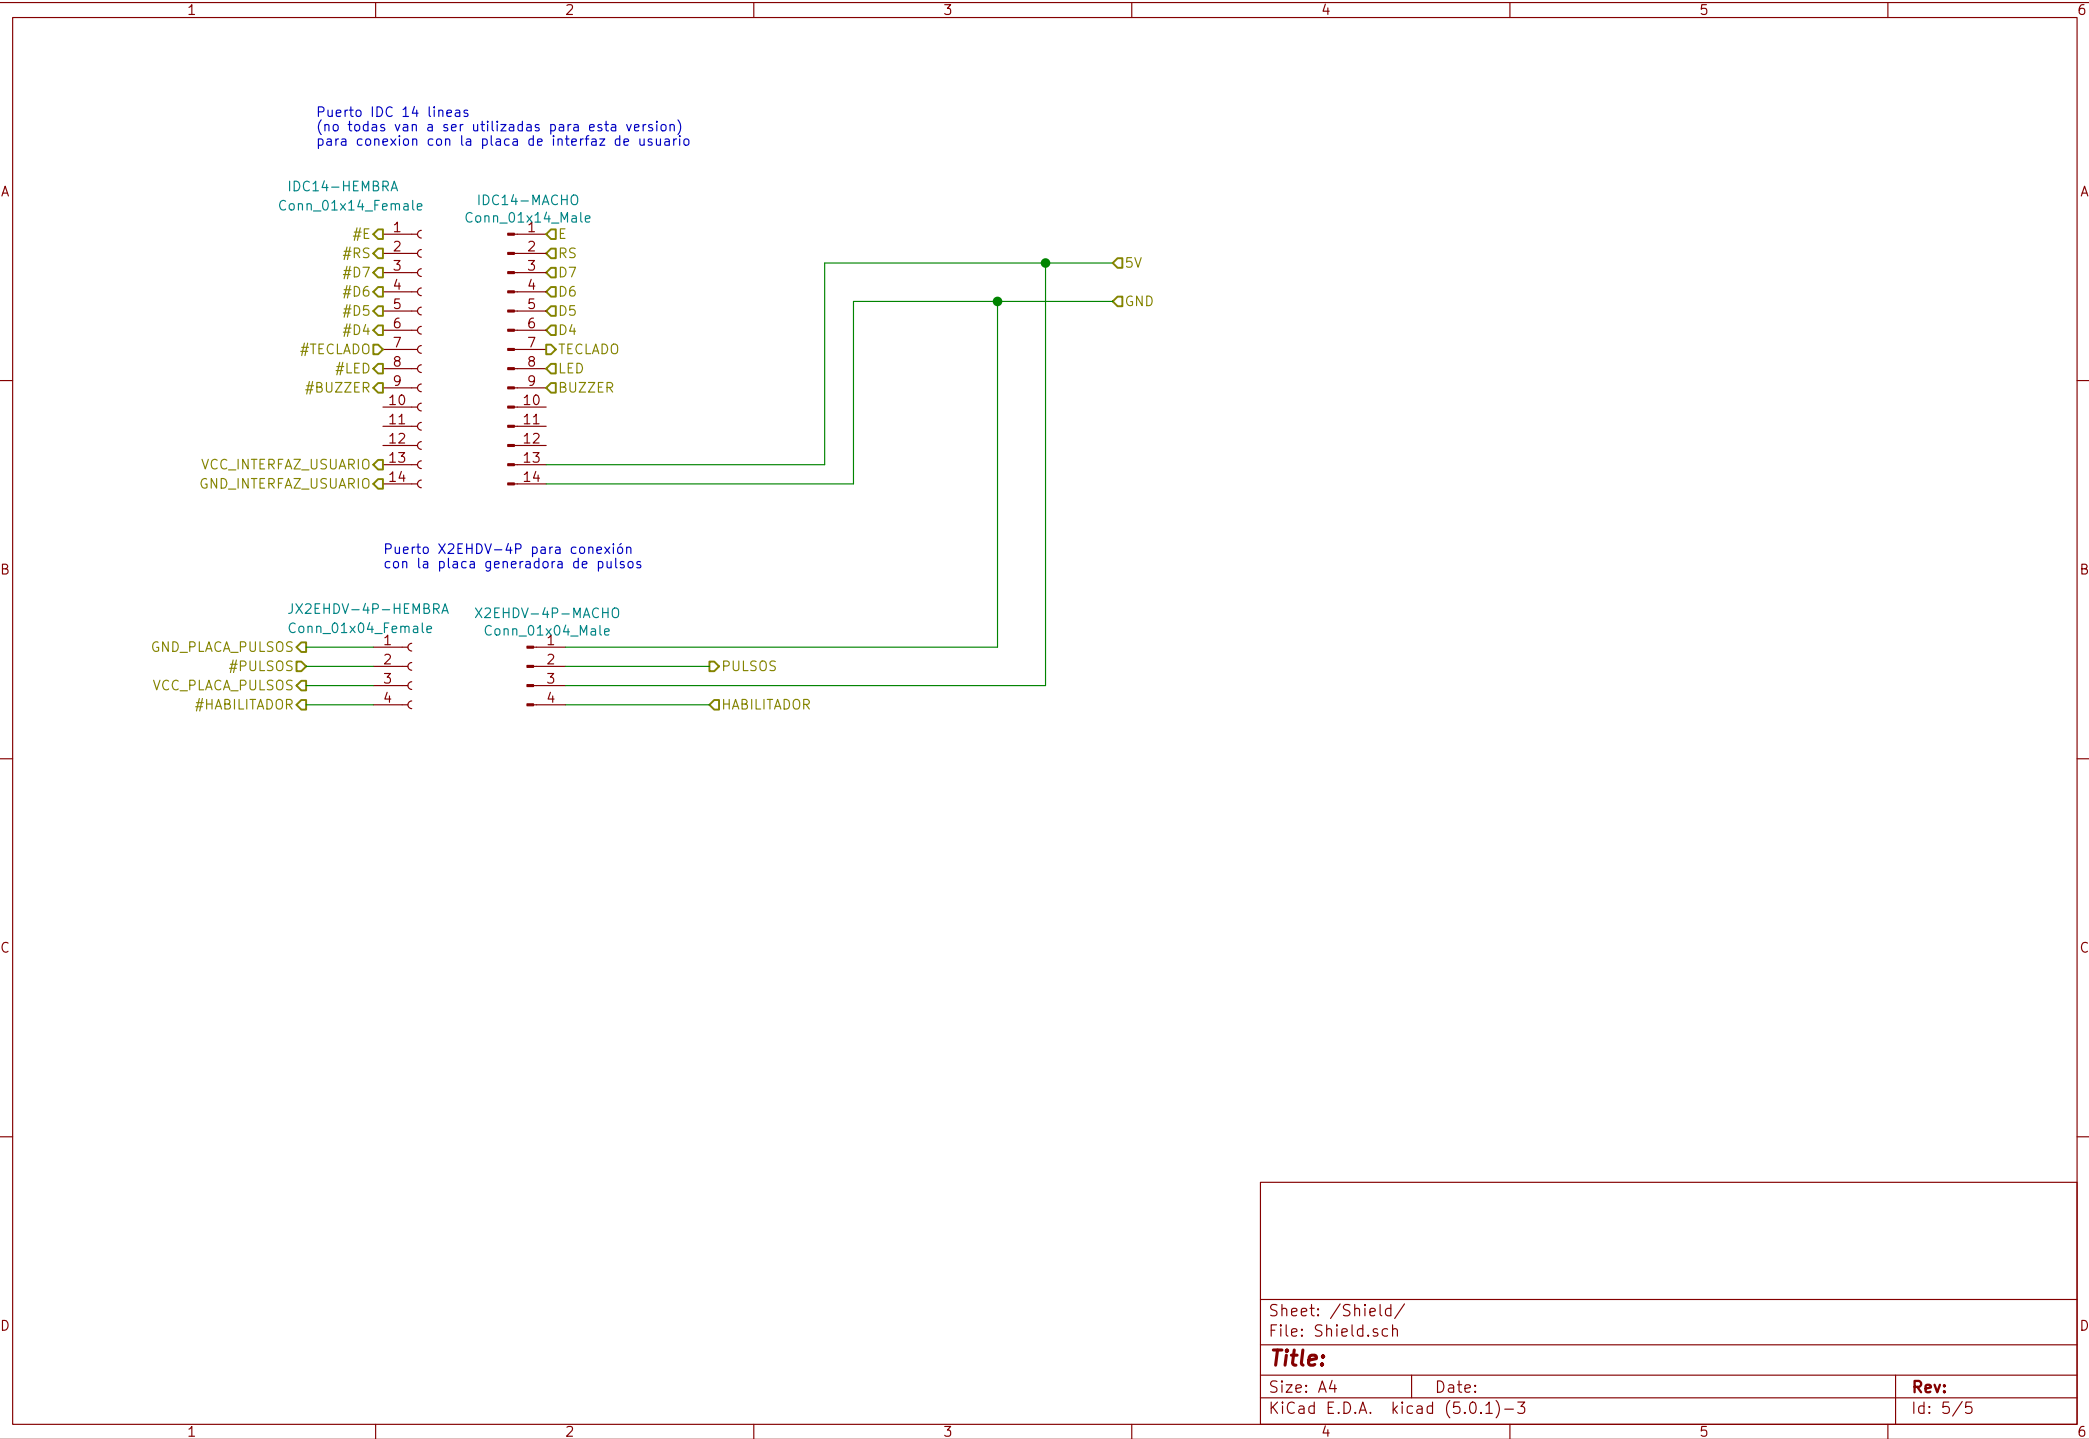 1 2 3 4 5 6
Puerto IDC 14 lineas
(no todas van a ser utilizadas para esta version)
para conexion con la placa de interfaz de usuario
A A
IDC14-HEMBRA
Conn_01x14_Female
IDC14-MACHO
Conn_01x14_Male
#E 1 1 E
#RS 2 2 RS
5V
#D7 3 3 D7
#D6 4 4 D6
GND
#D5 5 5 D5
#D4 6 6 D4
#TECLADO 7 7 TECLADO
#LED 8 8 LED
#BUZZER 9 9 BUZZER
10 10
11 11
12 12
VCC_INTERFAZ_USUARIO 13 13
GND_INTERFAZ_USUARIO 14 14
Puerto X2EHDV-4P para conexión
con la placa generadora de pulsos
B B
JX2EHDV-4P-HEMBRA
Conn_01x04_Female
X2EHDV-4P-MACHO
Conn_01x04_Male
GND_PLACA_PULSOS 1 1
#PULSOS 2 2 PULSOS
VCC_PLACA_PULSOS 3 3
#HABILITADOR 4 4 HABILITADOR
C C
Sheet: /Shield/
File: Shield.sch
D D
Title:
Size: A4 Date: Rev:
KiCad E.D.A. kicad (5.0.1)-3 Id: 5/5
1 2 3 4 5 6